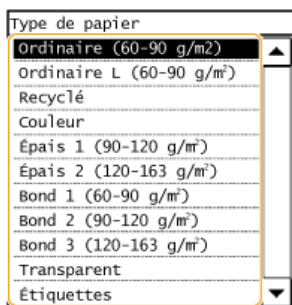 Type de papier
Ordinaire (60-90 g/m2)
Ordinaire L (60-90 g/m²)
Recyclé
Couleur
Épais 1 (90-120 g/m²)
Épais 2 (120-163 g/m²)
Bond 1 (60-90 g/m²)
Bond 2 (90-120 g/m²)
Bond 3 (120-163 g/m²)
Transparent
Étiquettes